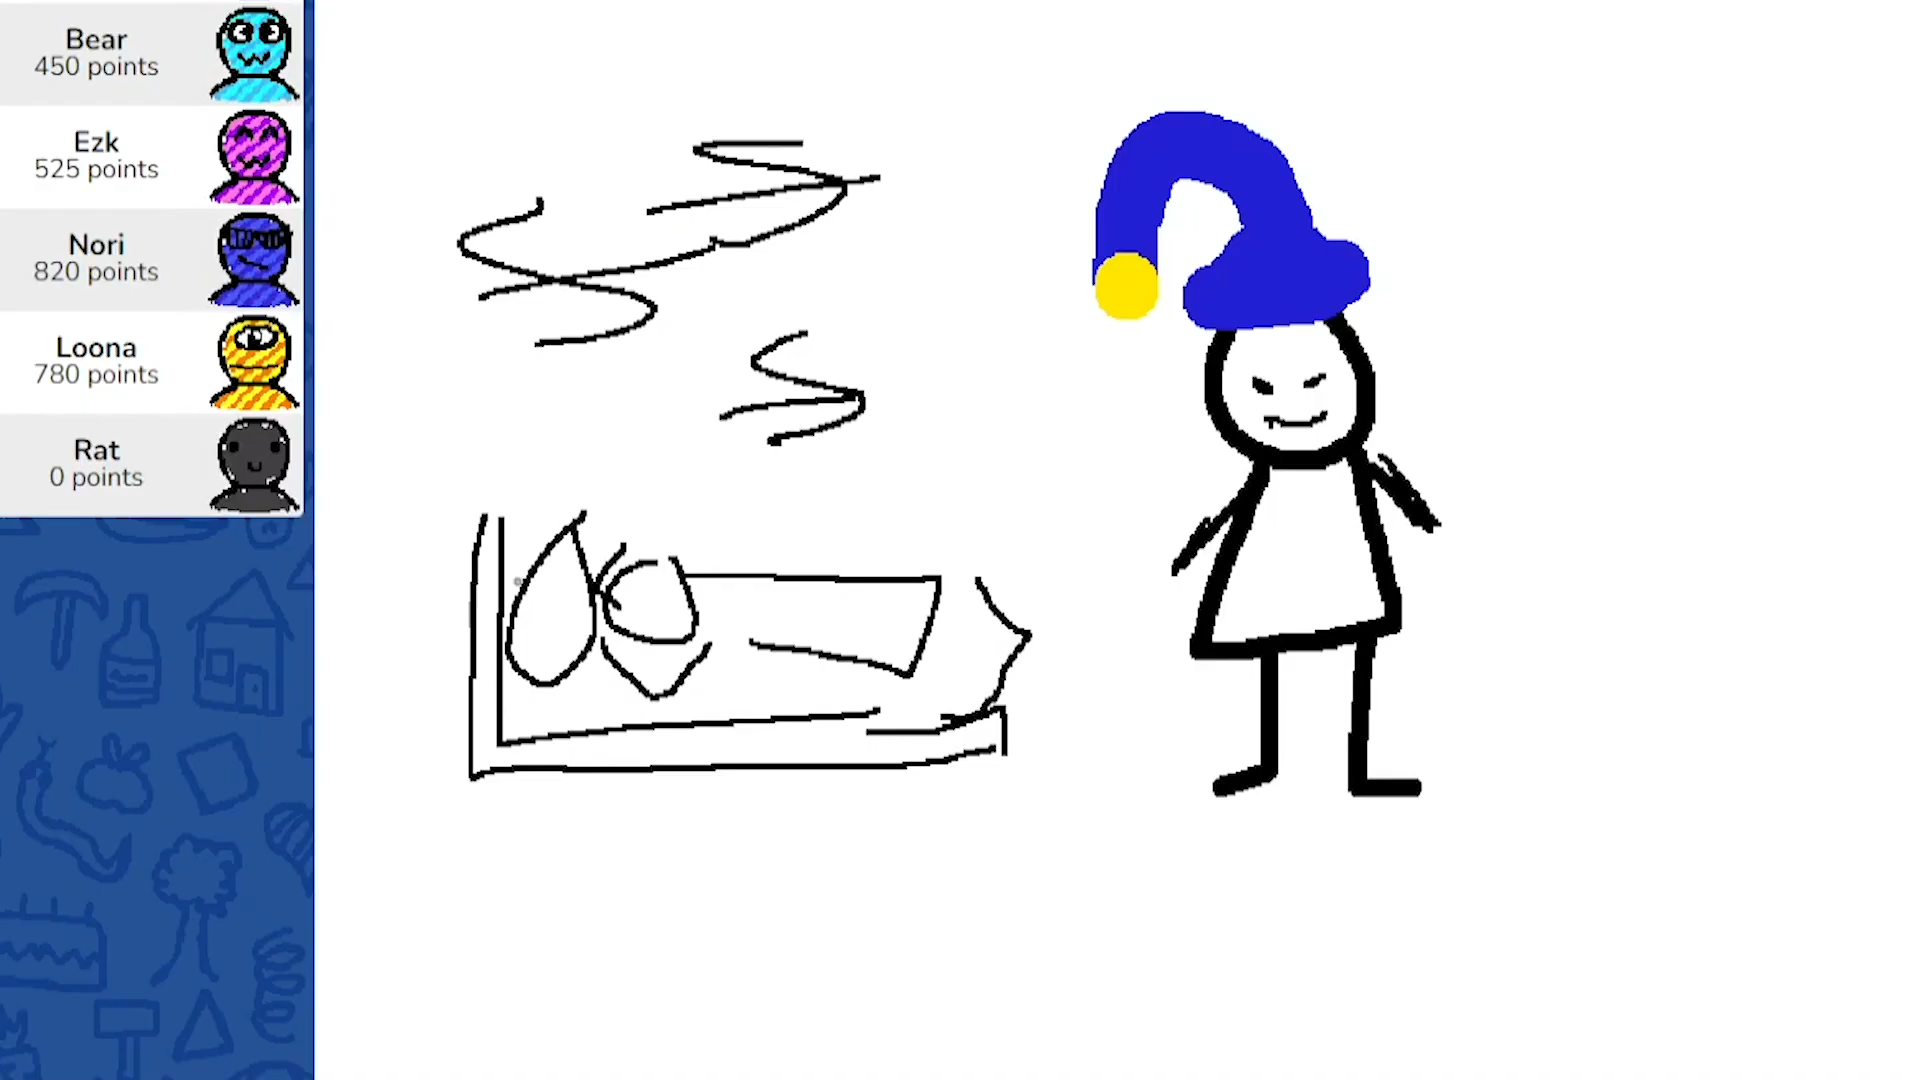 Bear
450 points
Ezk
525 points
Nori
820 points
Loona
780 points
Rat
0 points